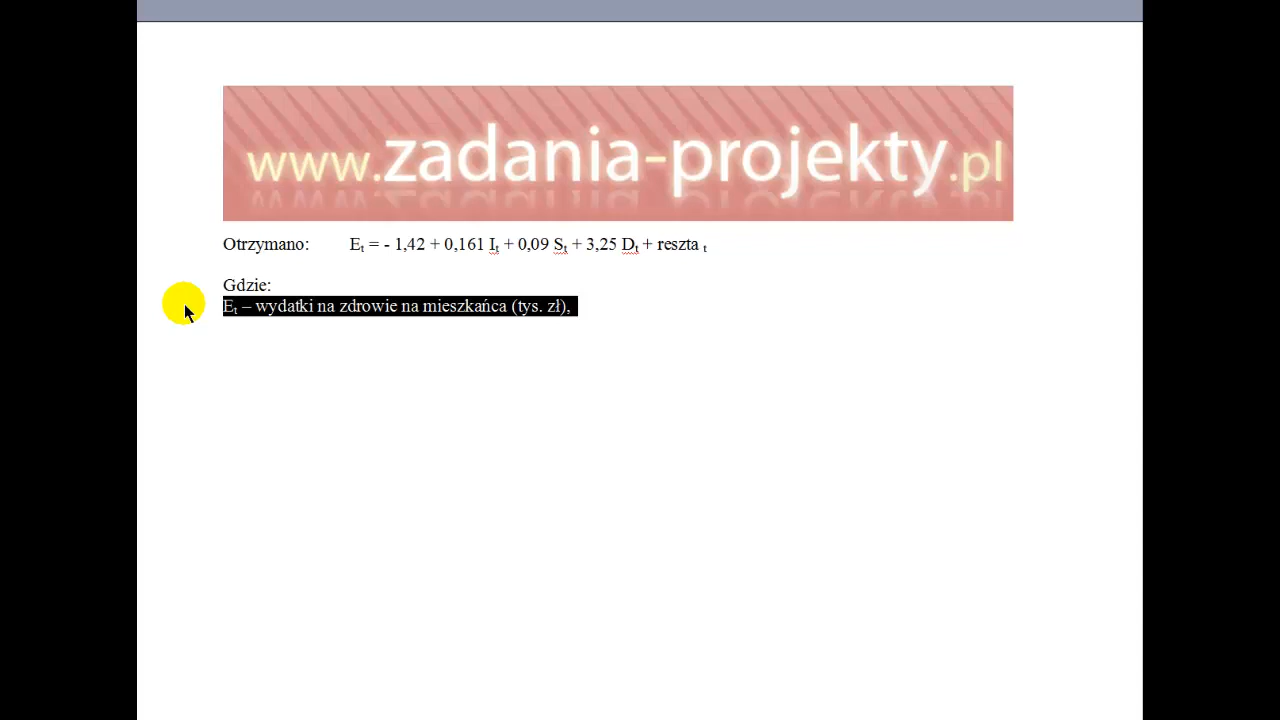 www.zadania-projekty.pl
Otrzymano: Eₜ = - 1,42 + 0,161 Iₜ + 0,09 Sₜ + 3,25 Dₜ + reszta ₜ
Gdzie:
Eₜ – wydatki na zdrowie na mieszkańca (tys. zł),